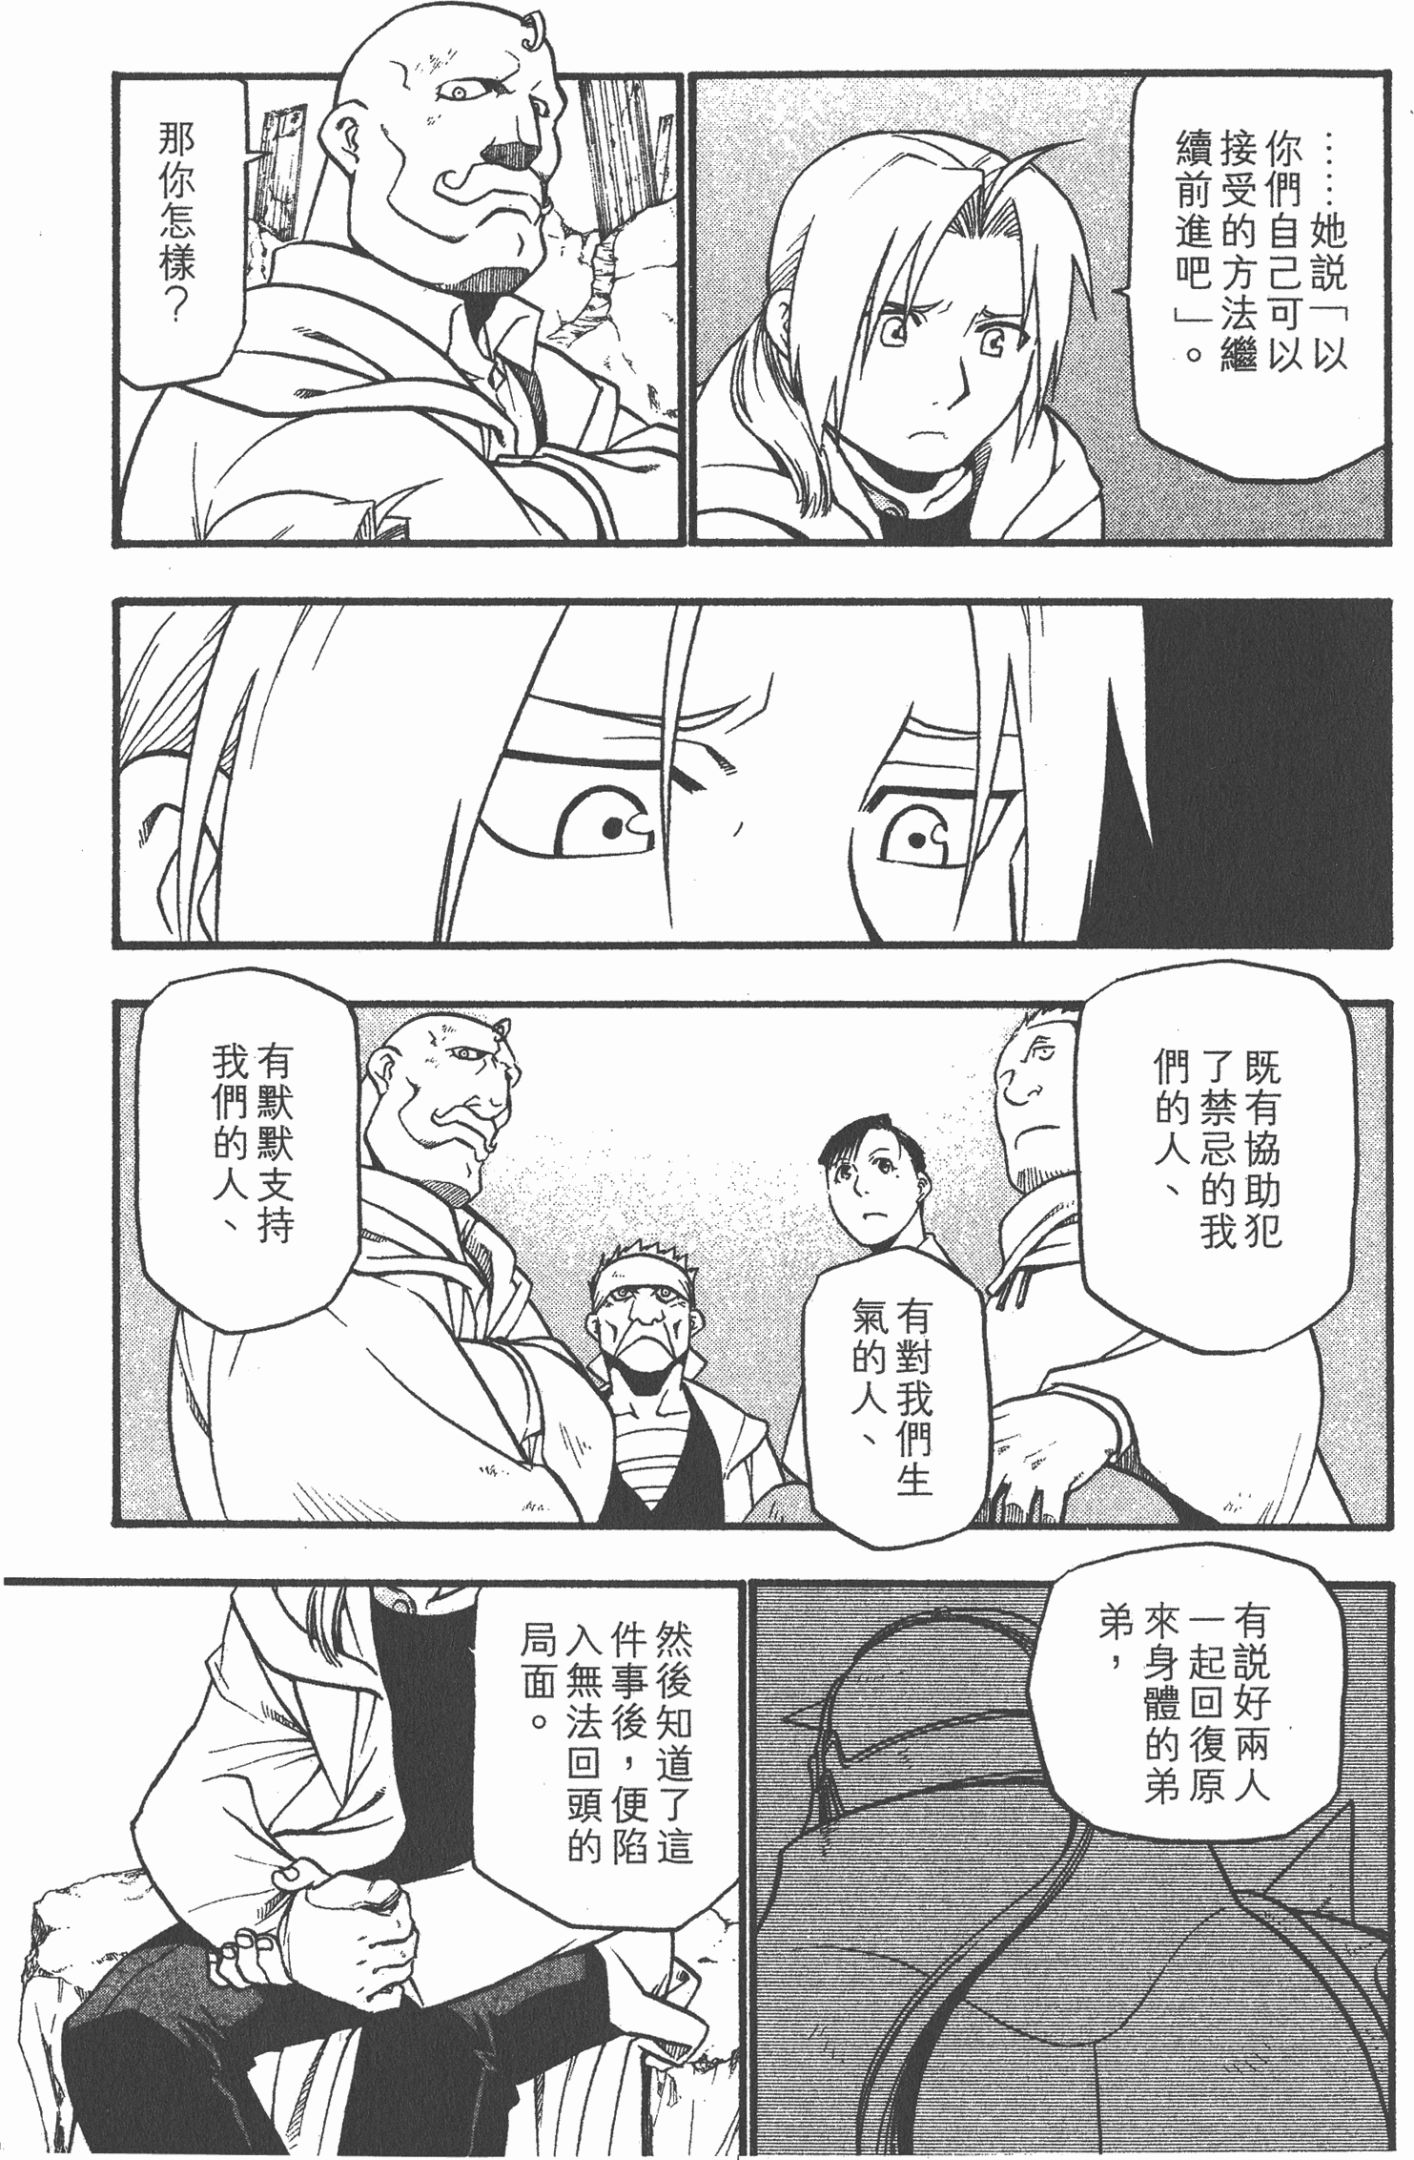 ……她説「以
你們自己可以
接受的方法繼
續前進吧」。
那你怎樣？
既有協助犯
了禁忌的我
們的人、
有對我們生
氣的人、
有默默支持
我們的人、
有説好兩人
一起回復原
來身體的弟
弟，
然後知道了這
件事後，便陷
入無法回頭的
局面。